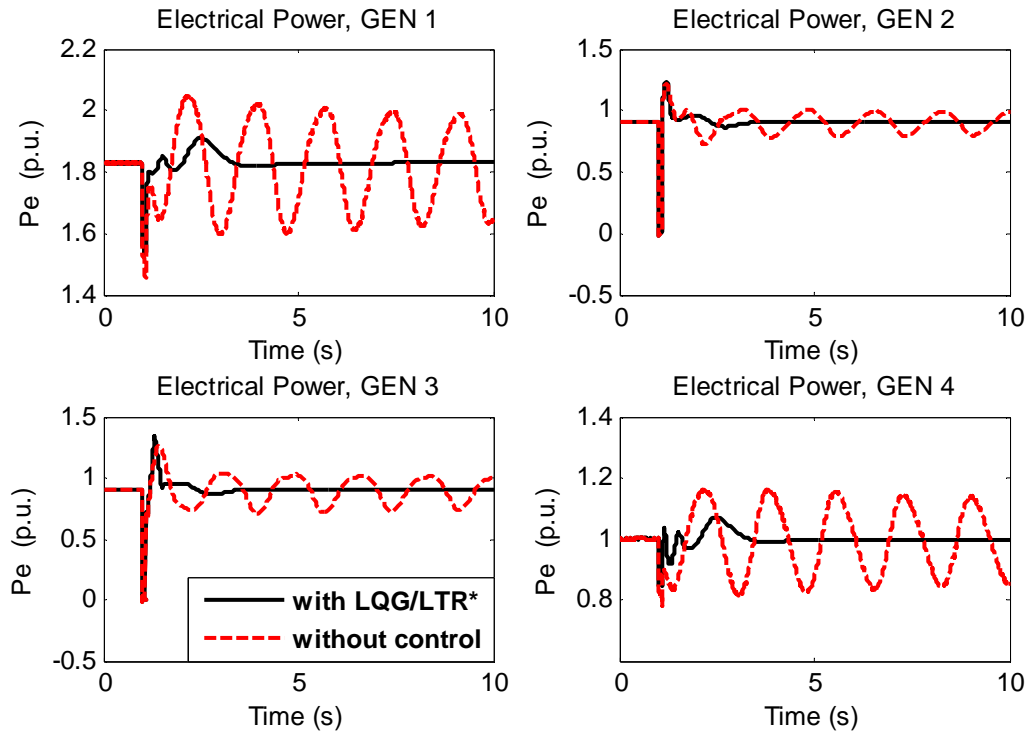 Electrical Power, GEN 1
Pe (p.u.)
2.2
2
1.8
1.6
1.4
0
5
10
Time (s)
Electrical Power, GEN 2
Pe (p.u.)
1.5
1
0.5
0
-0.5
0
5
10
Time (s)
Electrical Power, GEN 3
Pe (p.u.)
1.5
1
0.5
0
-0.5
with LQG/LTR*
without control
0
5
10
Time (s)
Electrical Power, GEN 4
Pe (p.u.)
1.4
1.2
1
0.8
0
5
10
Time (s)